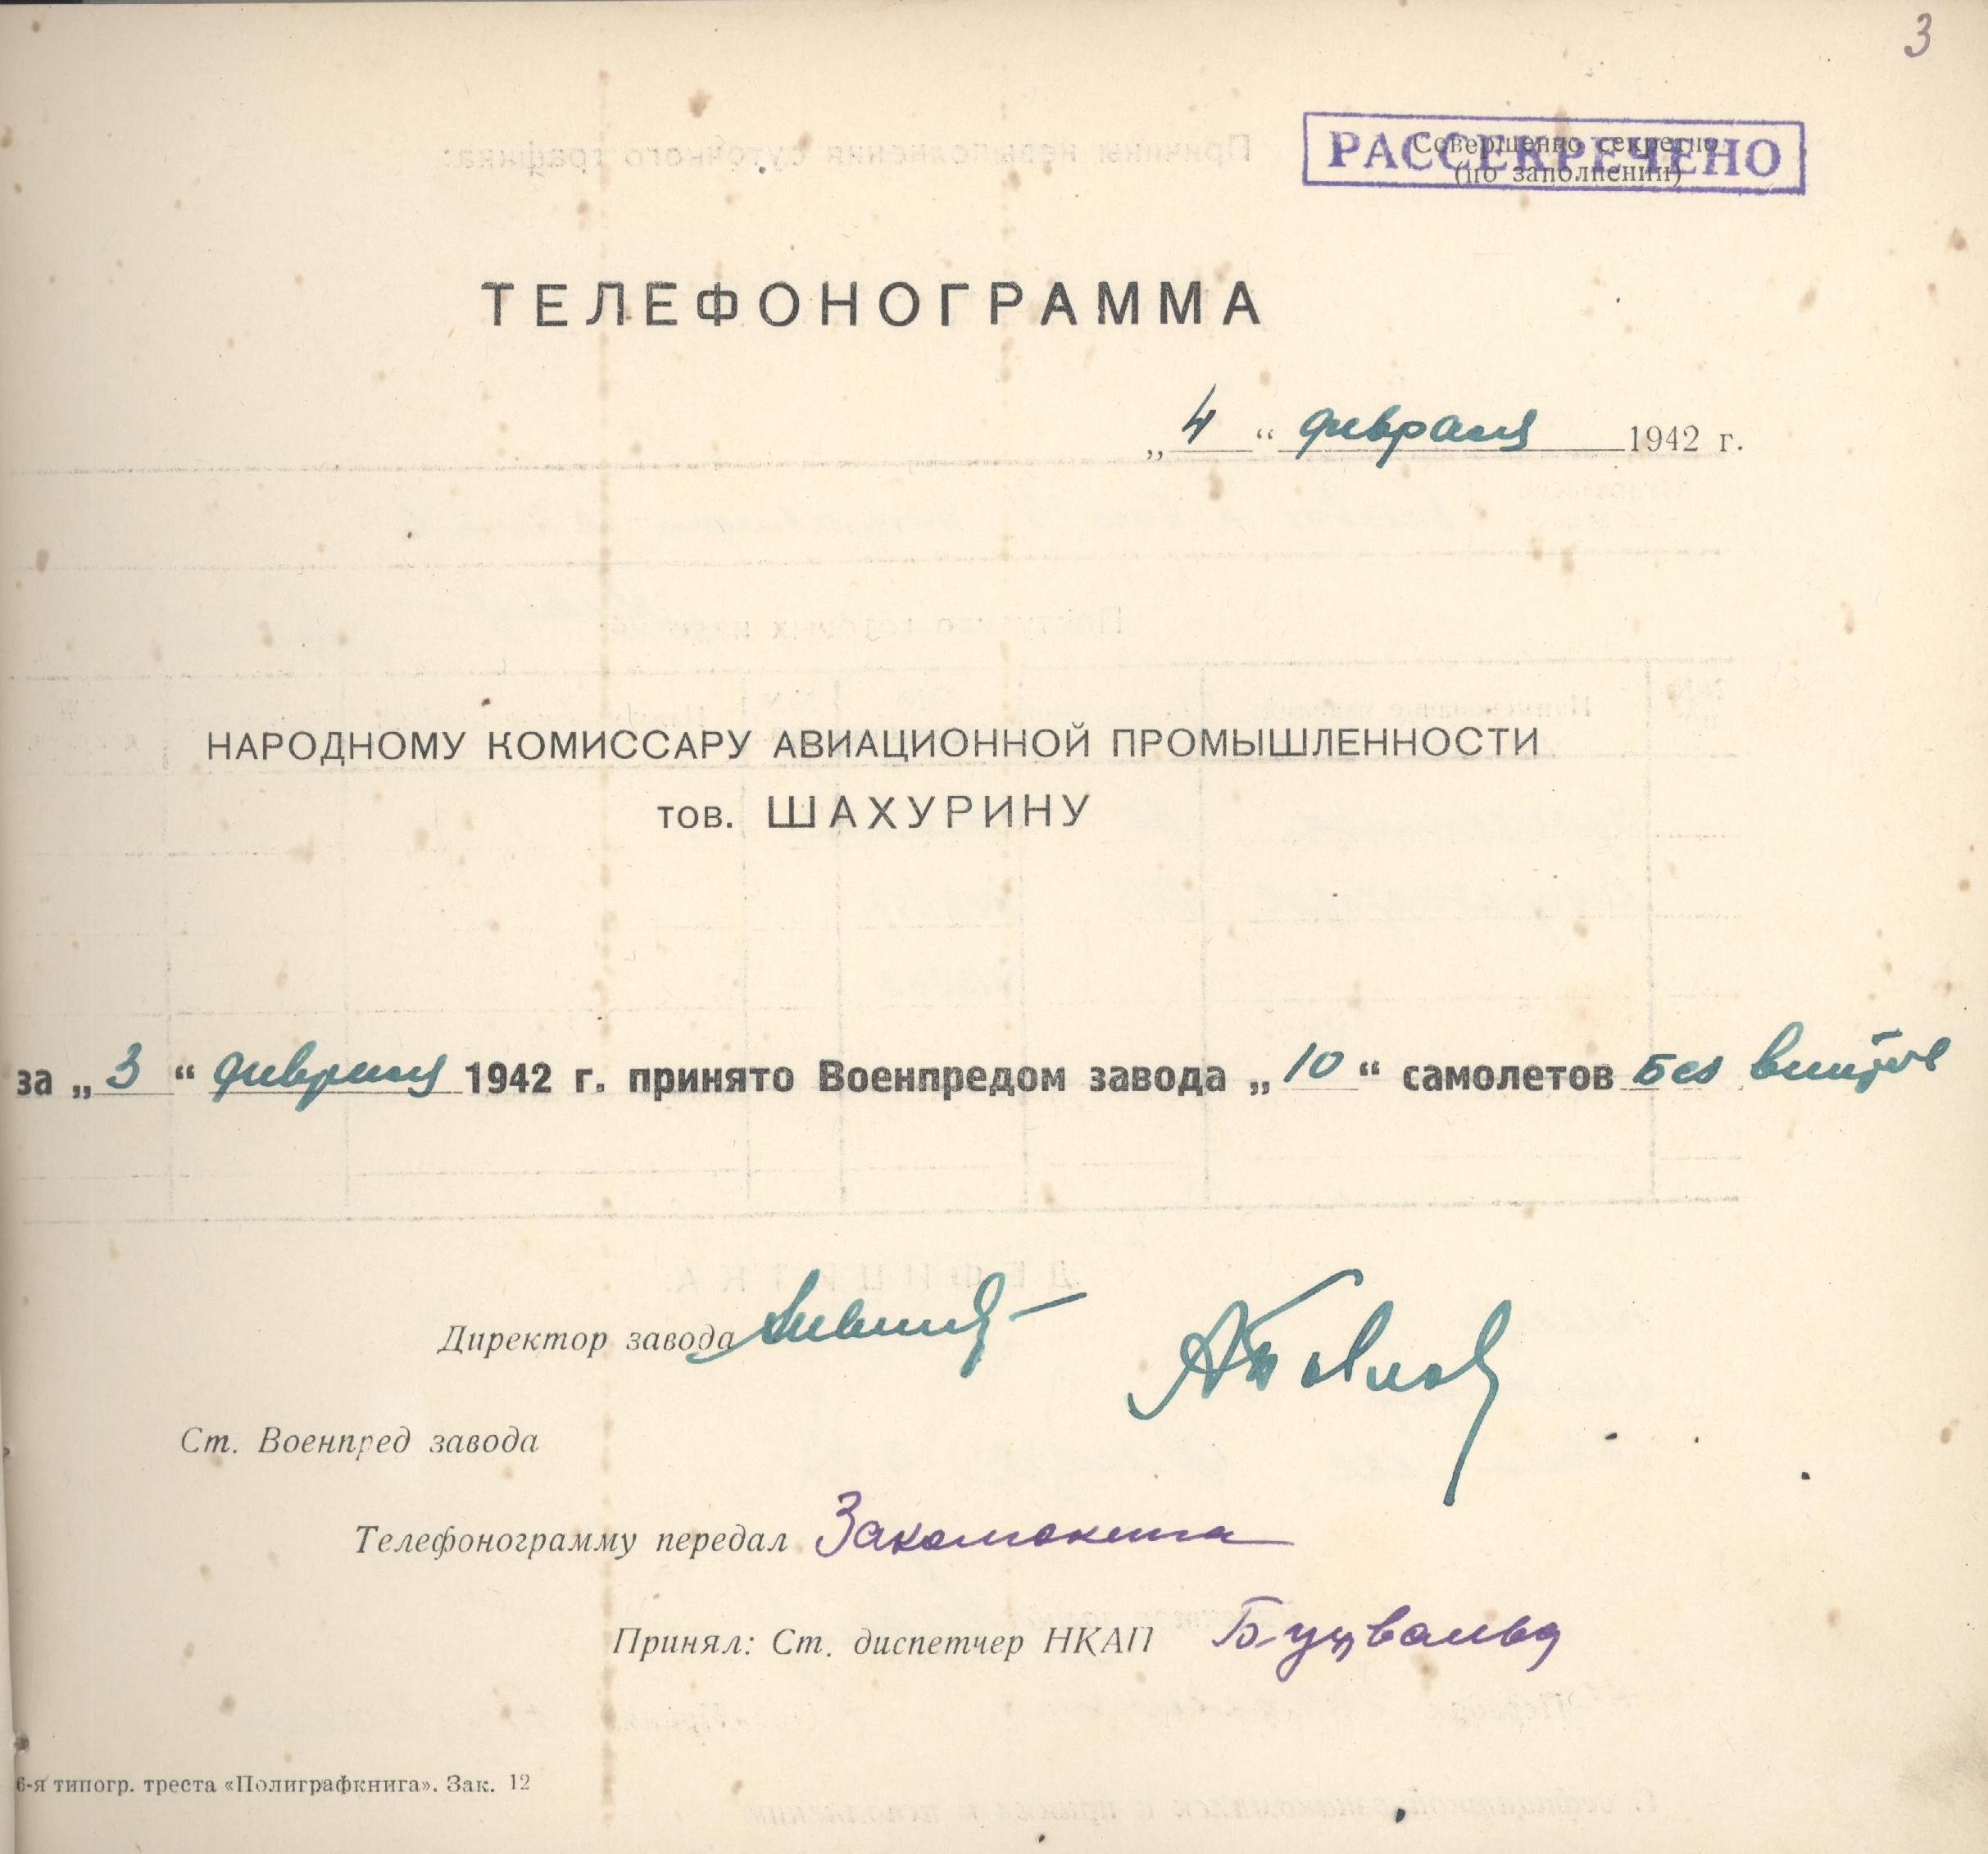 3
РАССЕКРЕЧЕНО
Совершенно секретно
(по заполнении)
ТЕЛЕФОНОГРАММА
„ 4 “ февраля 1942 г.
НАРОДНОМУ КОМИССАРУ АВИАЦИОННОЙ ПРОМЫШЛЕННОСТИ
тов. ШАХУРИНУ
за „ 3 “ февраля 1942 г. принято Военпредом завода „ 10 “ самолетов без винтов
Директор завода
Ст. Военпред завода
Телефонограмму передал Закомокина
Принял: Ст. диспетчер НКАП Буцвальд
6-я типогр. треста «Полиграфкнига». Зак. 12